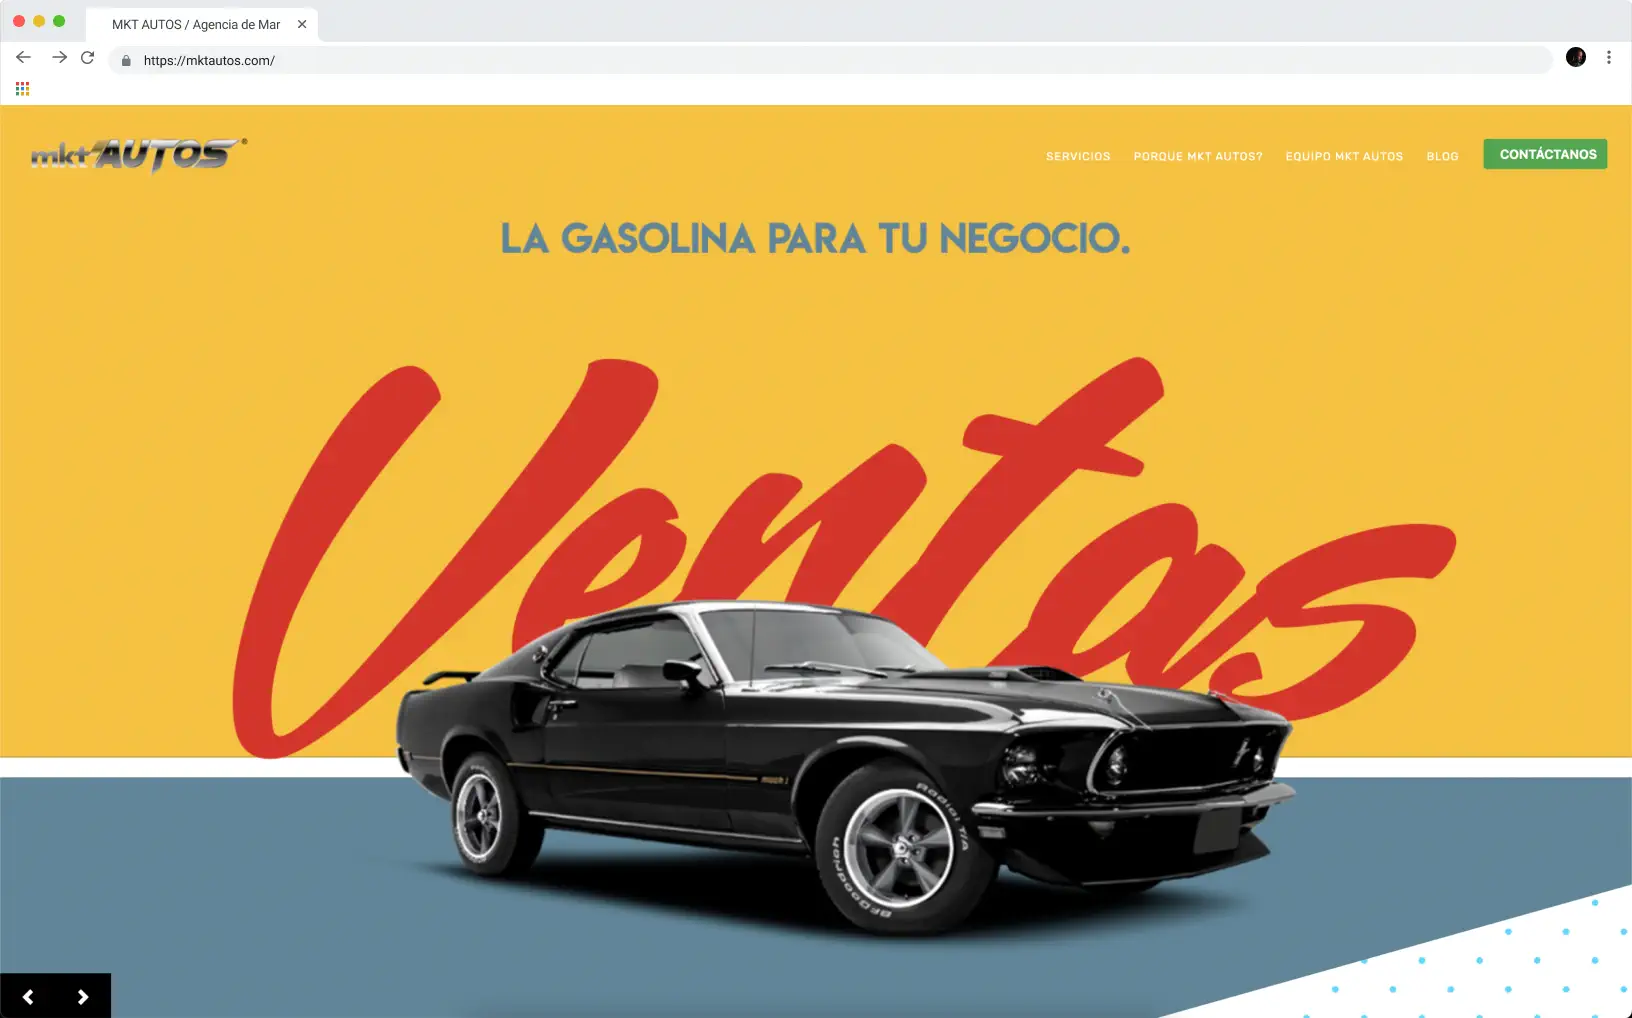 MKT AUTOS / Agencia de Mar
https://mktautos.com/
mkt AUTOS®
SERVICIOS PORQUE MKT AUTOS? EQUIPO MKT AUTOS BLOG CONTÁCTANOS
LA GASOLINA PARA TU NEGOCIO.
Ventas
Radial T/A
BFGoodrich